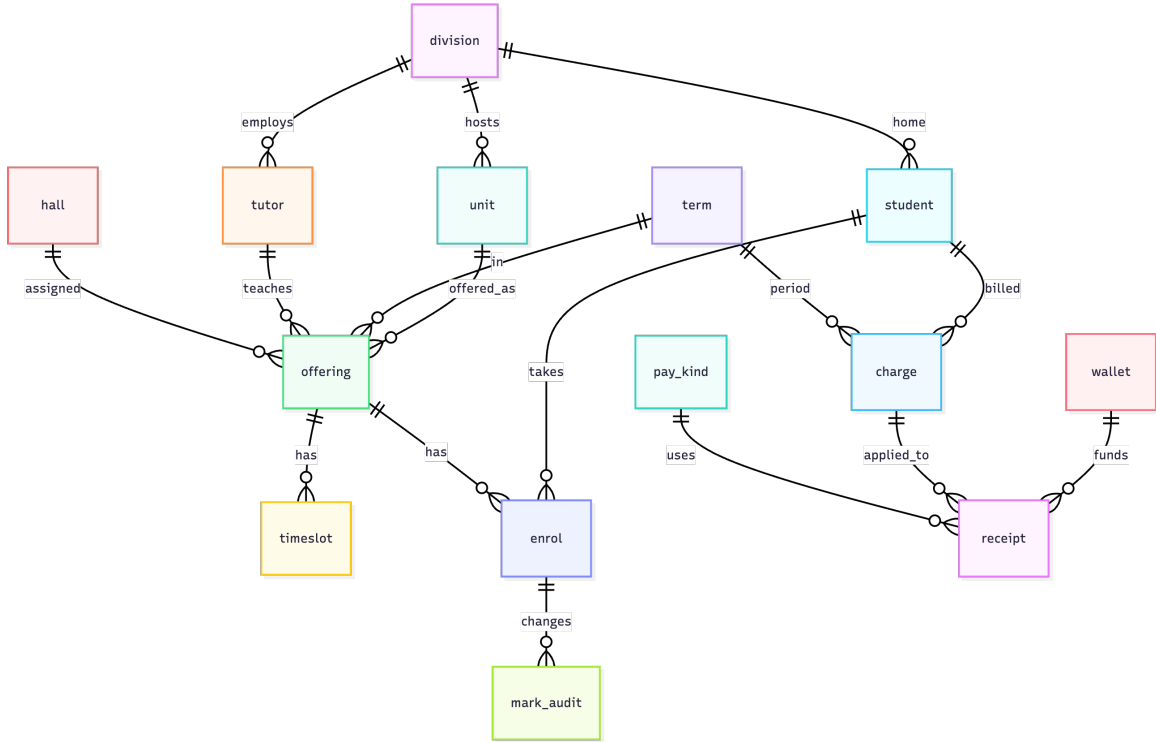 division
employs
hosts
home
hall
tutor
unit
term
student
in
assigned
teaches
offered_as
period
billed
offering
takes
pay_kind
charge
wallet
has
has
uses
applied_to
funds
timeslot
enrol
receipt
changes
mark_audit